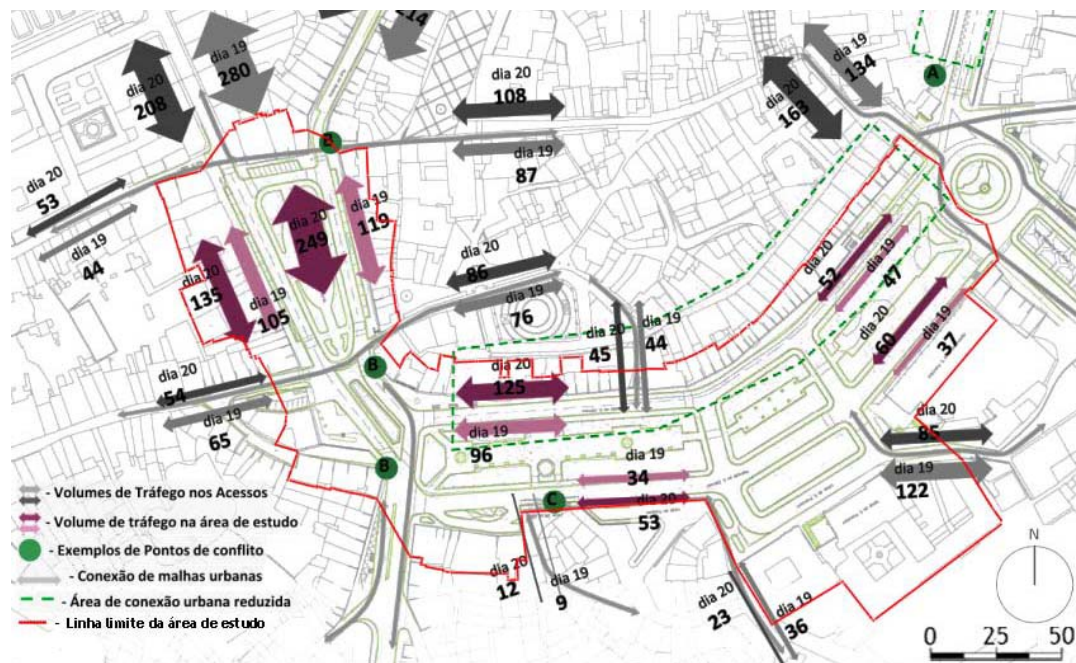 214
dia 19
280
dia 20
208
dia 20
108
dia 19
87
dia 19
134
dia 20
163
A
B
dia 20
53
dia 19
44
dia 20
249
dia 19
119
dia 20
135
dia 19
105
dia 20
86
dia 19
76
dia 20
45
dia 19
44
dia 20
52
dia 19
47
dia 20
60
dia 19
37
B
dia 20
54
dia 19
65
dia 20
125
dia 19
96
dia 20
85
dia 19
122
B
dia 19
34
C
dia 20
53
dia 20
12
dia 19
9
dia 20
23
dia 19
36
- Volumes de Tráfego nos Acessos
- Volume de tráfego na área de estudo
- Exemplos de Pontos de conflito
- Conexão de malhas urbanas
- Área de conexão urbana reduzida
- Linha limite da área de estudo
N
0 25 50